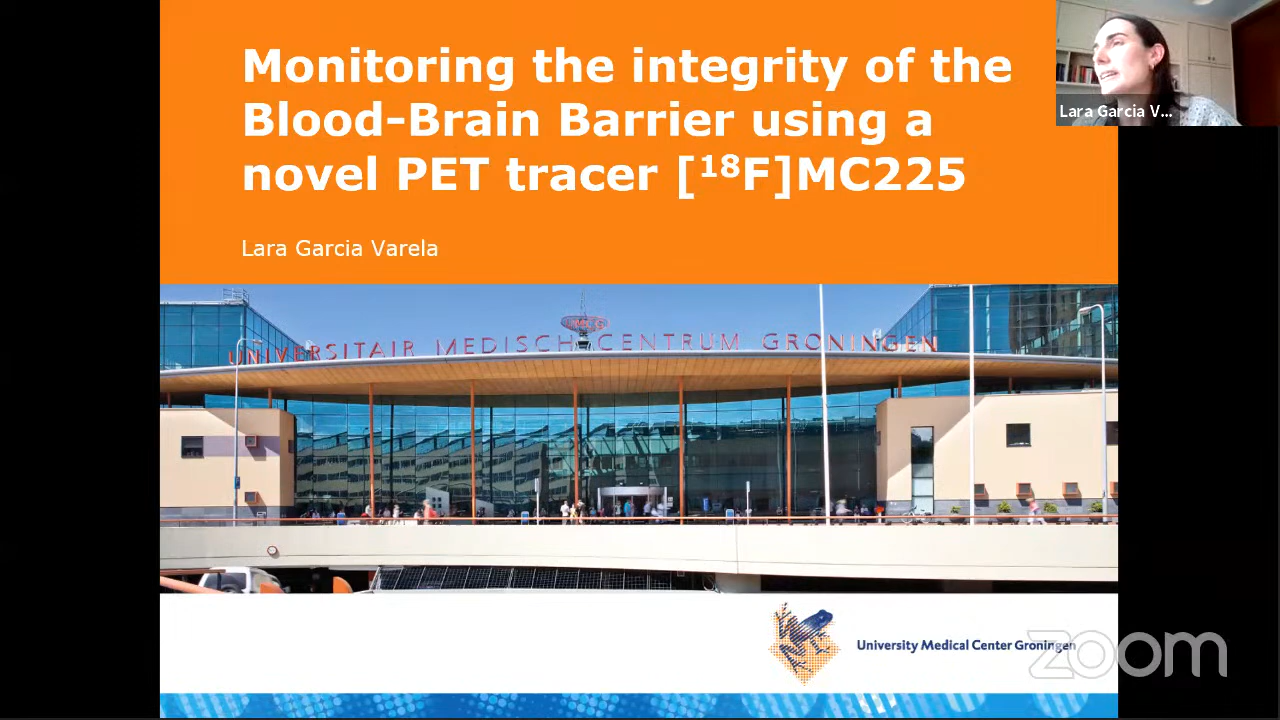 Monitoring the integrity of the
Blood-Brain Barrier using a
novel PET tracer [¹⁸F]MC225
Lara Garcia Varela
Lara Garcia V...
UMCG
UNIVERSITAIR MEDISCH CENTRUM GRONINGEN
University Medical Center Groningen
zoom